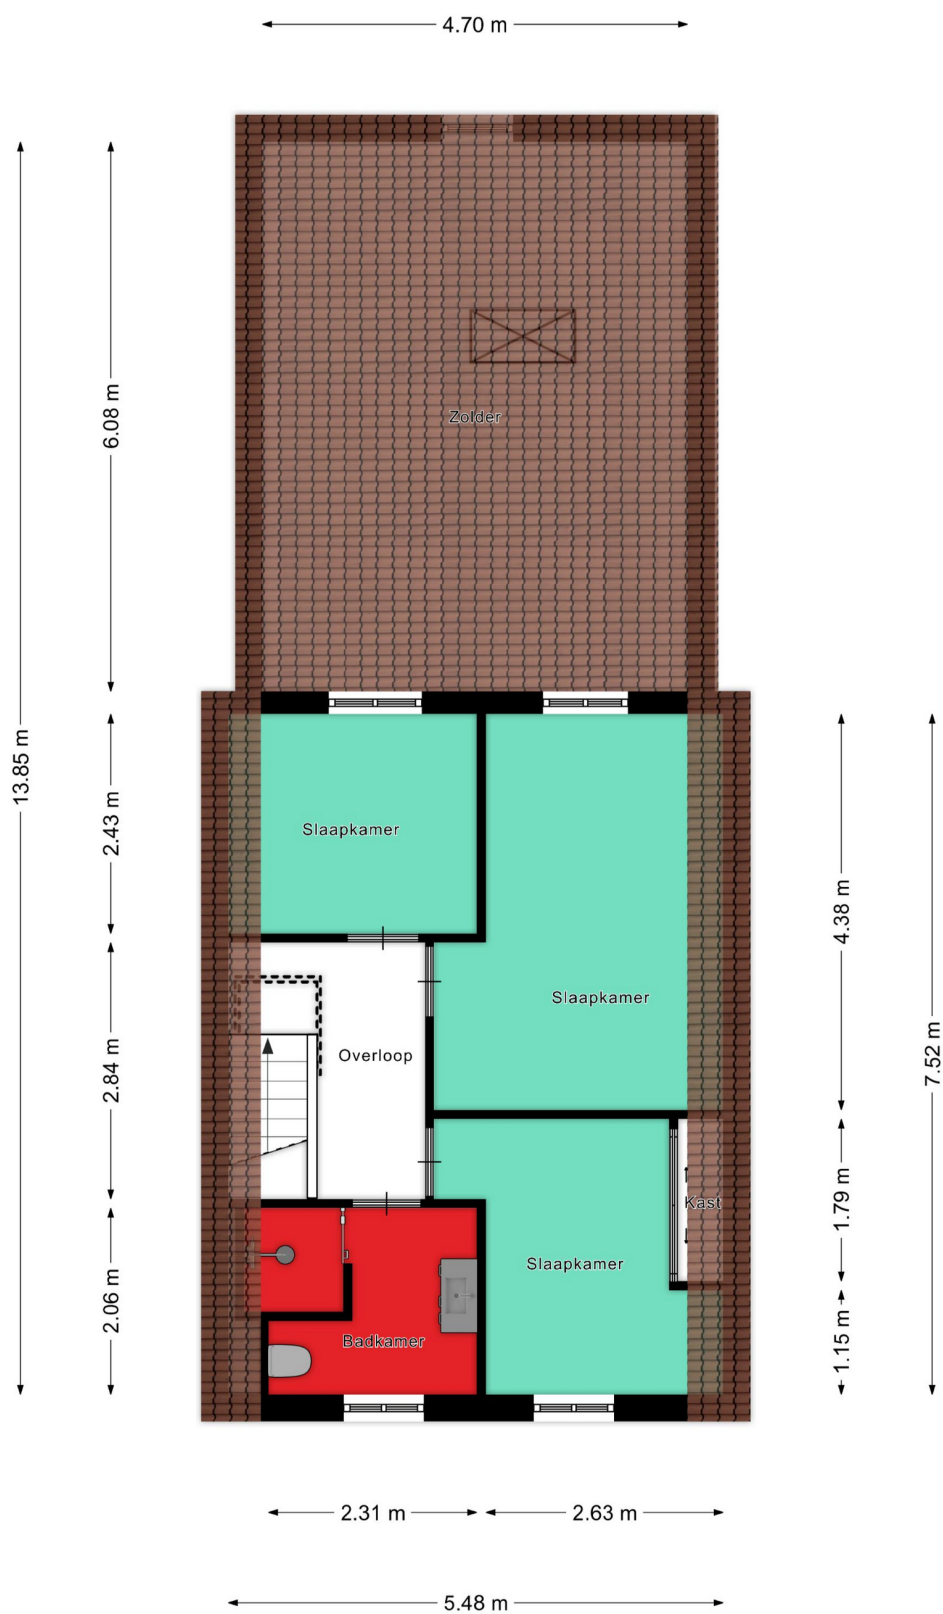 4.70 m
6.08 m
Zolder
13.85 m
2.43 m
Slaapkamer
4.38 m
Slaapkamer
7.52 m
2.84 m
Overloop
1.79 m
Kast
Slaapkamer
2.06 m
Badkamer
1.15 m
2.31 m
2.63 m
5.48 m